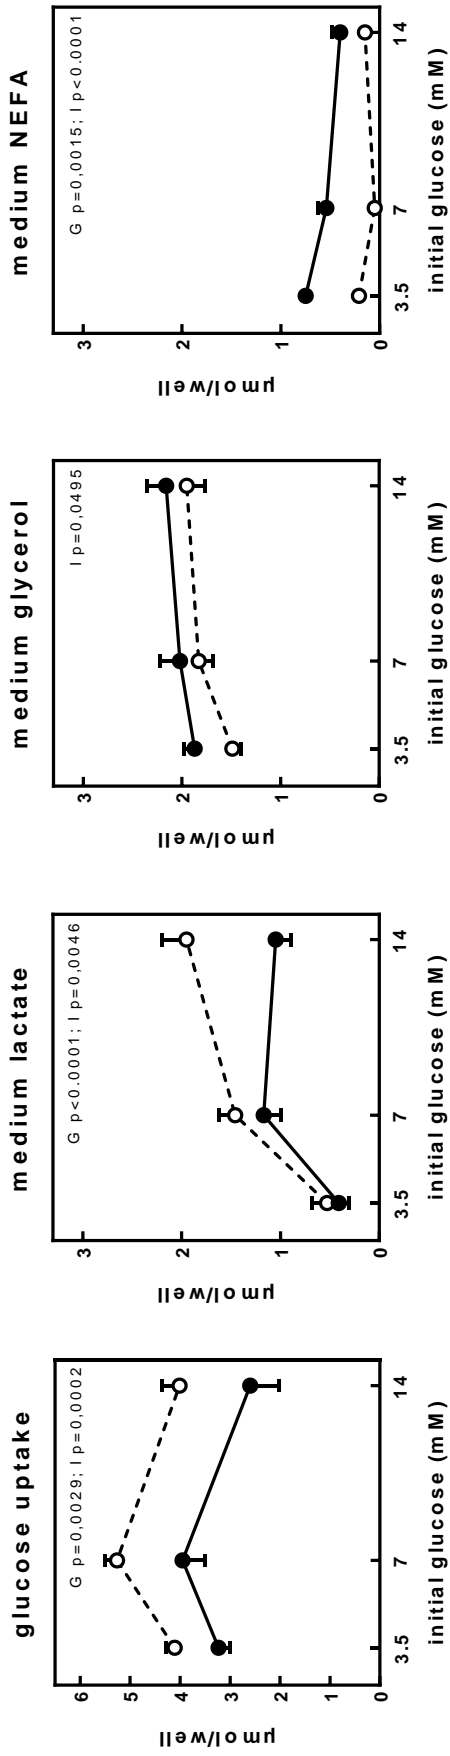 glucose uptake
G p=0,0029; I p=0,0002
6
5
4
3
2
1
0
µmol/well
3.5
7
14
initial glucose (mM)
medium lactate
G p<0.0001; I p=0,0046
3
2
1
0
µmol/well
3.5
7
14
initial glucose (mM)
medium glycerol
I p=0,0495
3
2
1
0
µmol/well
3.5
7
14
initial glucose (mM)
medium NEFA
G p=0,0015; I p<0.0001
3
2
1
0
µmol/well
3.5
7
14
initial glucose (mM)